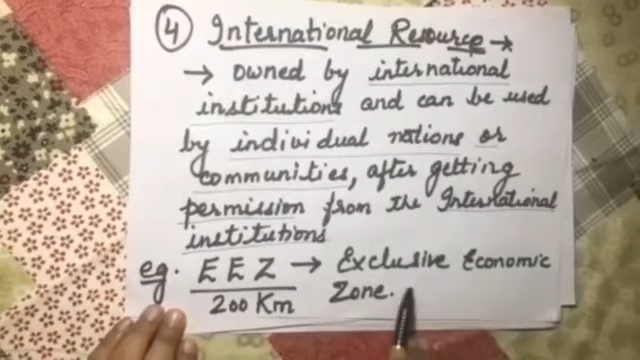 ④ International Resource →
→ owned by international
institutions and can be used
by individual nations or
communities, after getting
permission from the International
institutions
eg. EEZ → Exclusive Economic
200 Km Zone.